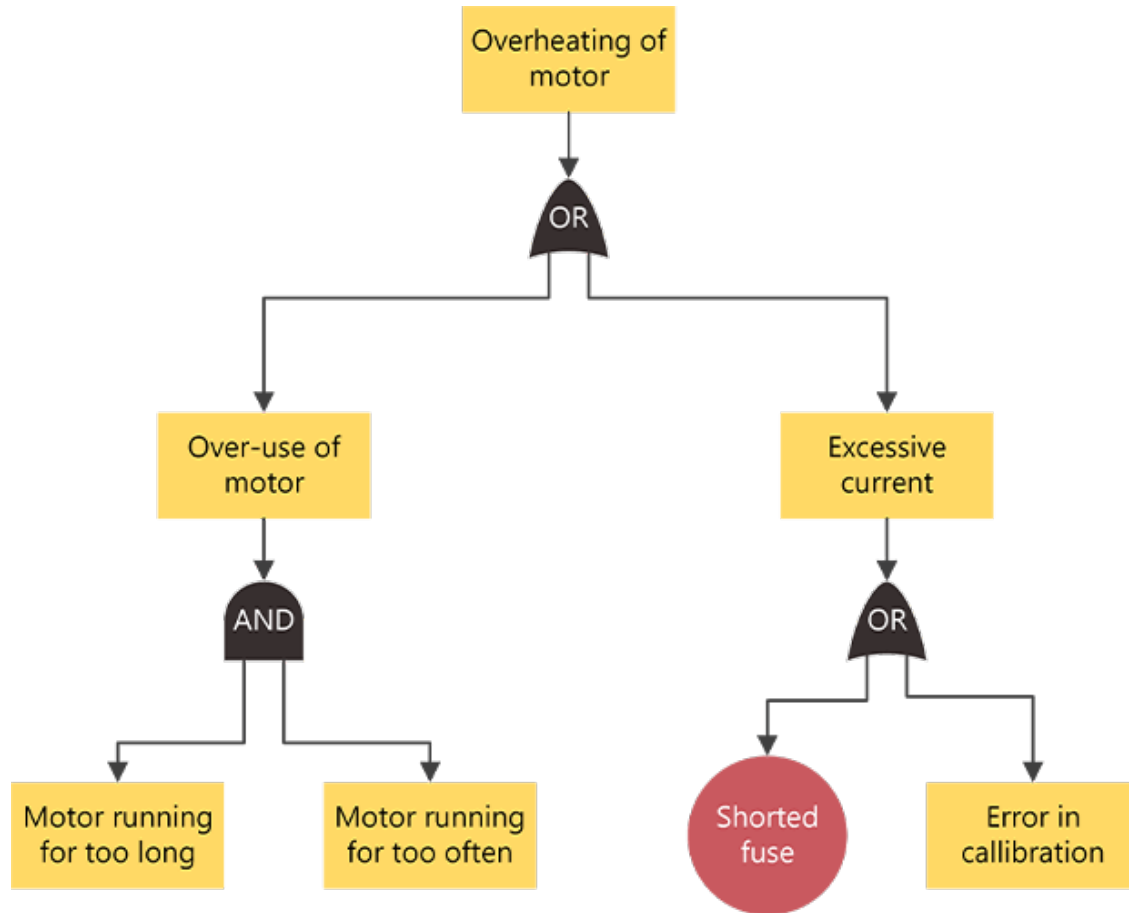 Overheating of
motor
OR
Over-use of
motor
Excessive
current
AND
OR
Motor running
for too long
Motor running
for too often
Shorted
fuse
Error in
callibration